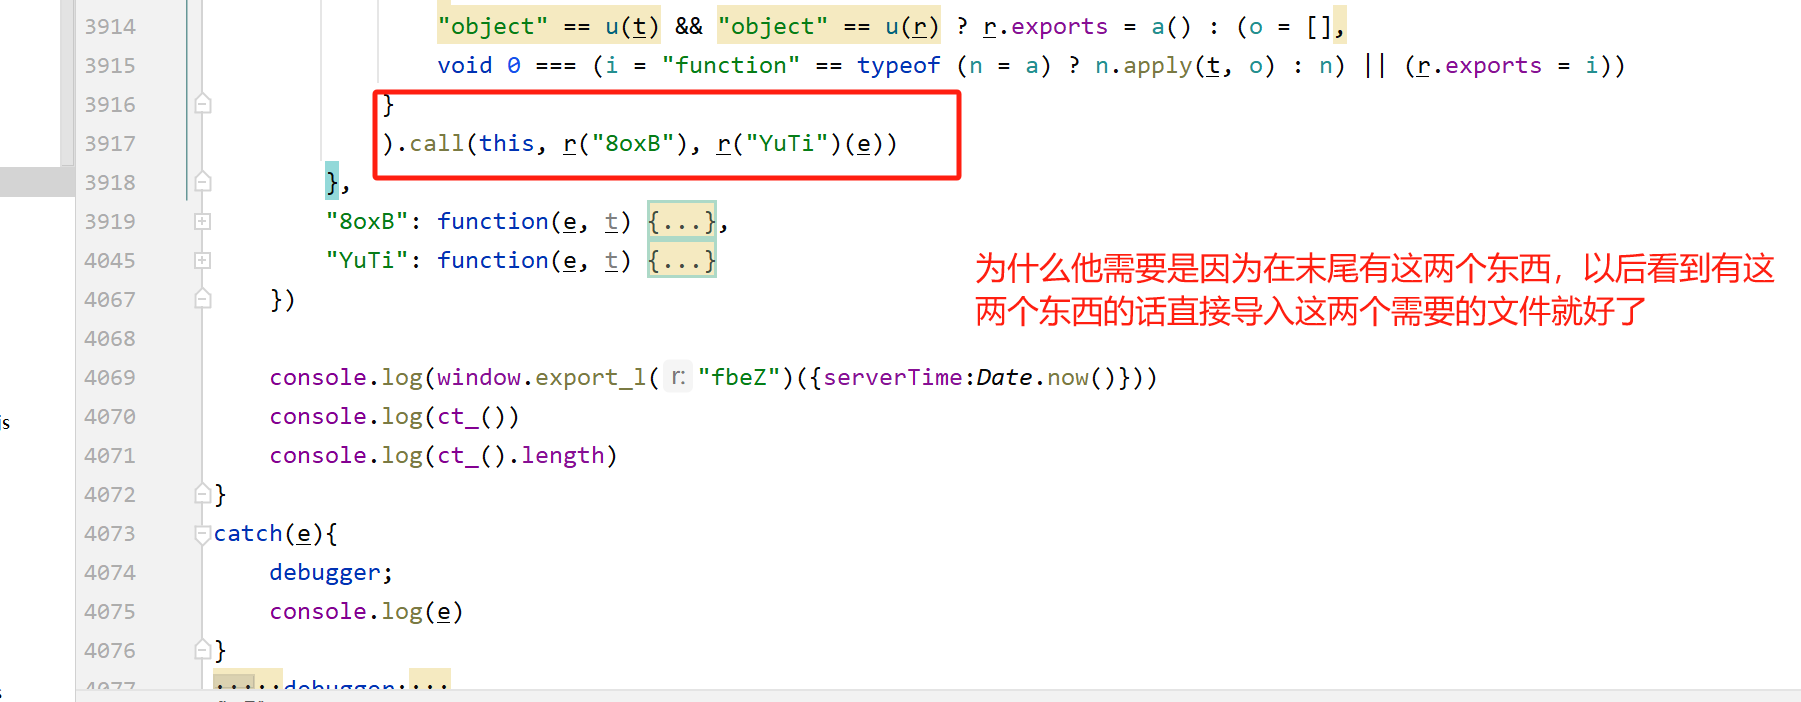 3914 "object" == u(t) && "object" == u(r) ? r.exports = a() : (o = [],
3915 void 0 === (i = "function" == typeof (n = a) ? n.apply(t, o) : n) || (r.exports = i))
3916 }
3917 ).call(this, r("8oxB"), r("YuTi")(e))
3918 },
3919 "8oxB": function(e, t) {...},
4045 "YuTi": function(e, t) {...}
为什么他需要是因为在末尾有这两个东西，以后看到有这
两个东西的话直接导入这两个需要的文件就好了
4067 })
4068
4069 console.log(window.export_l( r: "fbeZ")({serverTime:Date.now()}))
4070 console.log(ct_())
js
4071 console.log(ct_().length)
4072 }
4073 catch(e){
4074 debugger;
4075 console.log(e)
4076 }
4077 debugger;